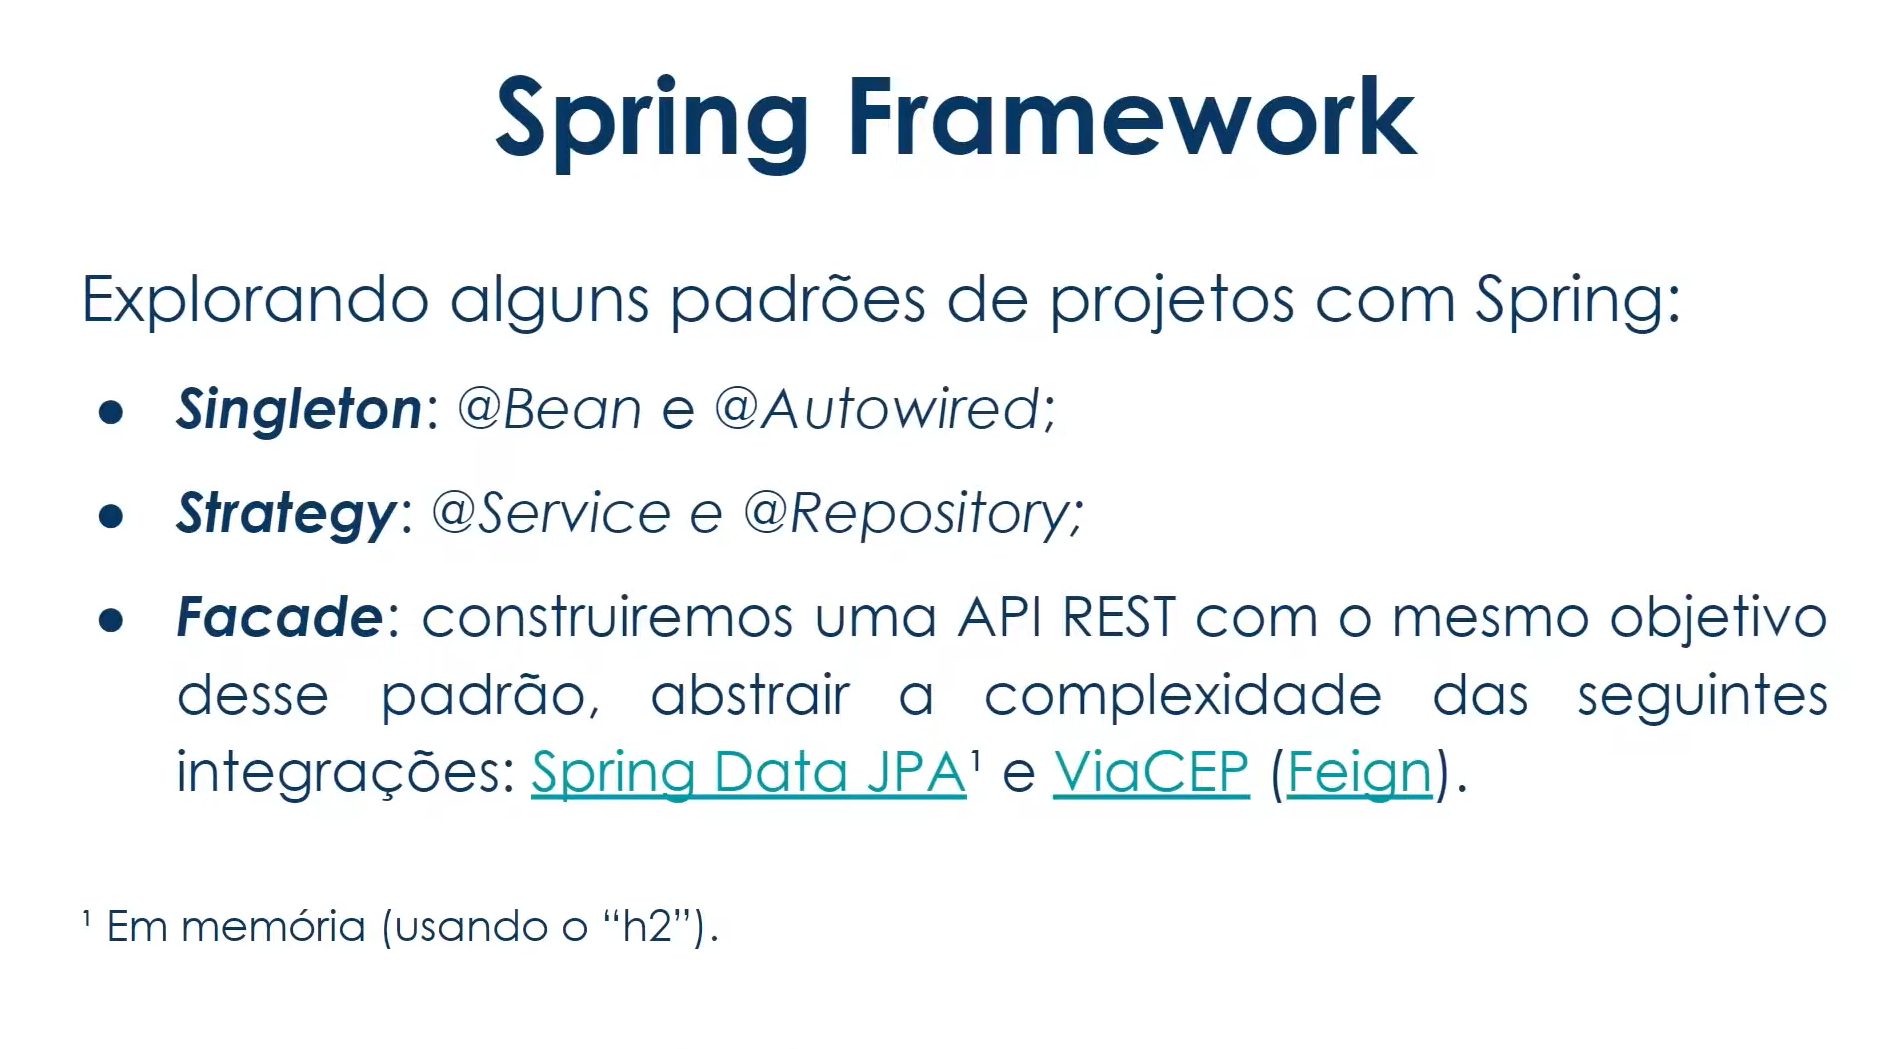 Spring Framework
Explorando alguns padrões de projetos com Spring:
● Singleton: @Bean e @Autowired;
● Strategy: @Service e @Repository;
● Facade: construiremos uma API REST com o mesmo objetivo
desse padrão, abstrair a complexidade das seguintes
integrações: Spring Data JPA¹ e ViaCEP (Feign).
¹ Em memória (usando o “h2”).